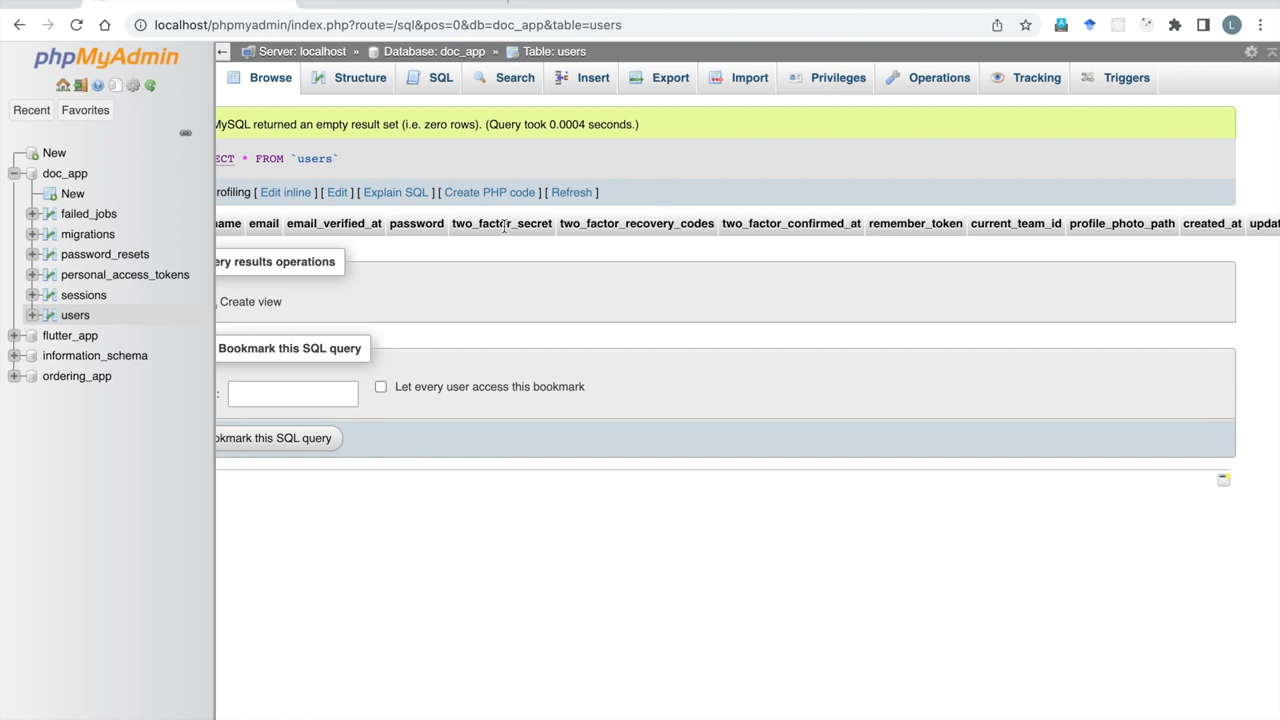 localhost/phpmyadmin/index.php?route=/sql&pos=0&db=doc_app&table=users
L
phpMyAdmin
Recent
Favorites
New
doc_app
New
failed_jobs
migrations
password_resets
personal_access_tokens
sessions
users
flutter_app
information_schema
ordering_app
Server: localhost » Database: doc_app » Table: users
Browse Structure SQL Search Insert Export Import Privileges Operations Tracking Triggers
MySQL returned an empty result set (i.e. zero rows). (Query took 0.0004 seconds.)
ECT * FROM `users`
rofiling [ Edit inline ] [ Edit ] [ Explain SQL ] [ Create PHP code ] [ Refresh ]
name email email_verified_at password two_factor_secret two_factor_recovery_codes two_factor_confirmed_at remember_token current_team_id profile_photo_path created_at updat
ery results operations
Create view
Bookmark this SQL query
: Let every user access this bookmark
okmark this SQL query